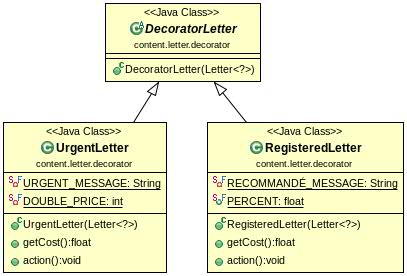 <<Java Class>>
DecoratorLetter
content.letter.decorator
DecoratorLetter(Letter<?>)
<<Java Class>>
UrgentLetter
content.letter.decorator
URGENT_MESSAGE: String
DOUBLE_PRICE: int
UrgentLetter(Letter<?>)
getCost():float
action():void
<<Java Class>>
RegisteredLetter
content.letter.decorator
RECOMMANDÉ_MESSAGE: String
PERCENT: float
RegisteredLetter(Letter<?>)
getCost():float
action():void